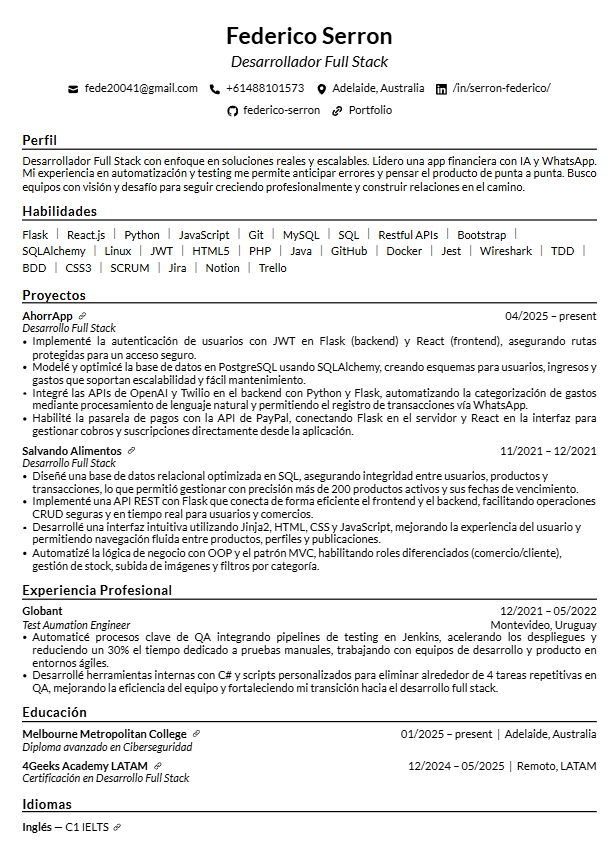 Federico Serron
Desarrollador Full Stack
fede20041@gmail.com +61488101573 Adelaide, Australia /in/serron-federico/
federico-serron Portfolio
Perfil
Desarrollador Full Stack con enfoque en soluciones reales y escalables. Lidero una app financiera con IA y WhatsApp.
Mi experiencia en automatización y testing me permite anticipar errores y pensar el producto de punta a punta. Busco
equipos con visión y desafío para seguir creciendo profesionalmente y construir relaciones en el camino.
Habilidades
Flask | React.js | Python | JavaScript | Git | MySQL | SQL | Restful APIs | Bootstrap |
SQLAlchemy | Linux | JWT | HTML5 | PHP | Java | GitHub | Docker | Jest | Wireshark | TDD |
BDD | CSS3 | SCRUM | Jira | Notion | Trello
Proyectos
AhorrApp 04/2025 – present
Desarrollo Full Stack
• Implementé la autenticación de usuarios con JWT en Flask (backend) y React (frontend), asegurando rutas
protegidas para un acceso seguro.
• Modelé y optimicé la base de datos en PostgreSQL usando SQLAlchemy, creando esquemas para usuarios, ingresos y
gastos que soportan escalabilidad y fácil mantenimiento.
• Integré las APIs de OpenAI y Twilio en el backend con Python y Flask, automatizando la categorización de gastos
mediante procesamiento de lenguaje natural y permitiendo el registro de transacciones vía WhatsApp.
• Habilité la pasarela de pagos con la API de PayPal, conectando Flask en el servidor y React en la interfaz para
gestionar cobros y suscripciones directamente desde la aplicación.
Salvando Alimentos 11/2021 – 12/2021
Desarrollo Full Stack
• Diseñé una base de datos relacional optimizada en SQL, asegurando integridad entre usuarios, productos y
transacciones, lo que permitió gestionar con precisión más de 200 productos activos y sus fechas de vencimiento.
• Implementé una API REST con Flask que conecta de forma eficiente el frontend y el backend, facilitando operaciones
CRUD seguras y en tiempo real para usuarios y comercios.
• Desarrollé una interfaz intuitiva utilizando Jinja2, HTML, CSS y JavaScript, mejorando la experiencia del usuario y
permitiendo navegación fluida entre productos, perfiles y publicaciones.
• Automatizé la lógica de negocio con OOP y el patrón MVC, habilitando roles diferenciados (comercio/cliente),
gestión de stock, subida de imágenes y filtros por categoría.
Experiencia Profesional
Globant 12/2021 – 05/2022
Test Aumation Engineer Montevideo, Uruguay
• Automaticé procesos clave de QA integrando pipelines de testing en Jenkins, acelerando los despliegues y
reduciendo un 30% el tiempo dedicado a pruebas manuales, trabajando con equipos de desarrollo y producto en
entornos ágiles.
• Desarrollé herramientas internas con C# y scripts personalizados para eliminar alrededor de 4 tareas repetitivas en
QA, mejorando la eficiencia del equipo y fortaleciendo mi transición hacia el desarrollo full stack.
Educación
Melbourne Metropolitan College 01/2025 – present | Adelaide, Australia
Diploma avanzado en Ciberseguridad
4Geeks Academy LATAM 12/2024 – 05/2025 | Remoto, LATAM
Certificación en Desarrollo Full Stack
Idiomas
Inglés — C1 IELTS